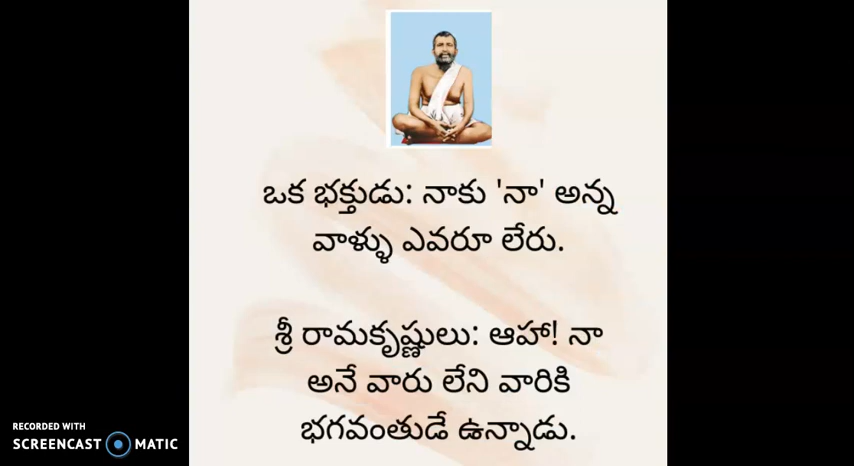 ఒక భక్తుడు: నాకు 'నా' అన్న
వాళ్ళు ఎవరూ లేరు.
శ్రీ రామకృష్ణులు: ఆహా! నా
అనే వారు లేని వారికి
భగవంతుడే ఉన్నాడు.
RECORDED WITH
SCREENCAST MATIC